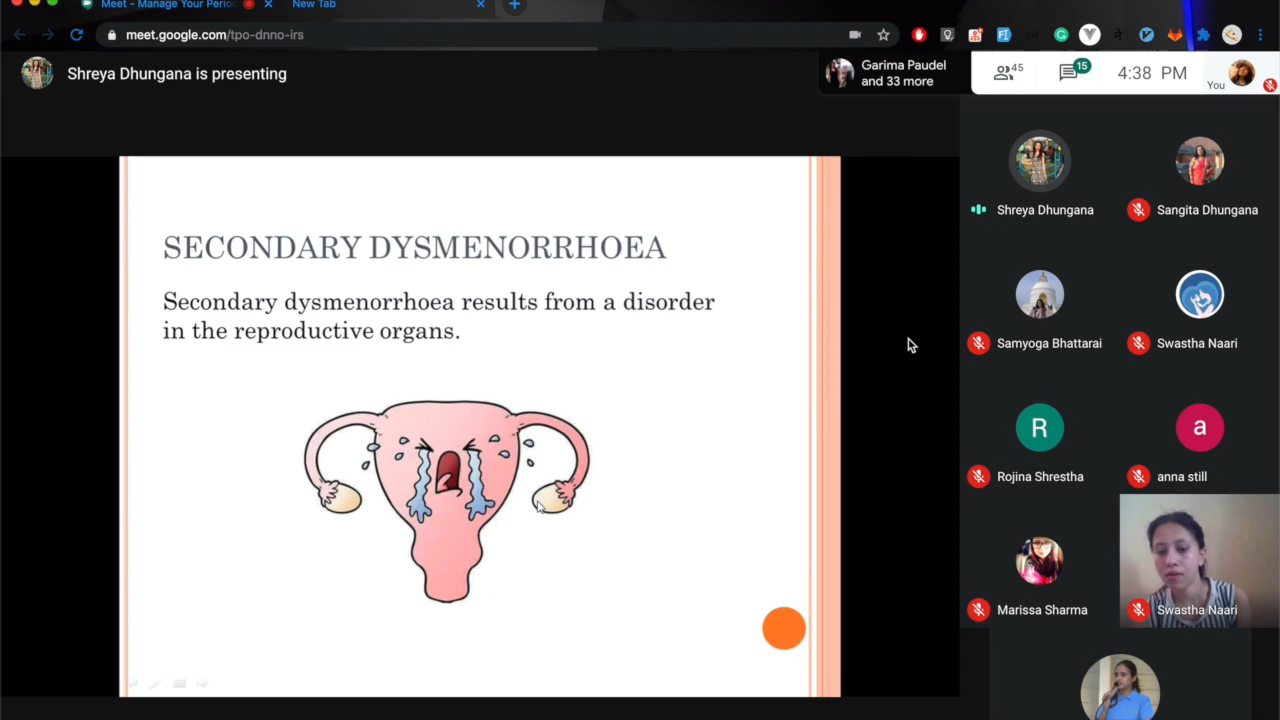 Meet - Manage Your Perio
New Tab
meet.google.com/tpo-dnno-irs
Shreya Dhungana is presenting
Garima Paudel
and 33 more
45
15
4:38 PM
You
SECONDARY DYSMENORRHOEA
Secondary dysmenorrhoea results from a disorder
in the reproductive organs.
Shreya Dhungana
Sangita Dhungana
Samyoga Bhattarai
Swastha Naari
R
a
Rojina Shrestha
anna still
Marissa Sharma
Swastha Naari